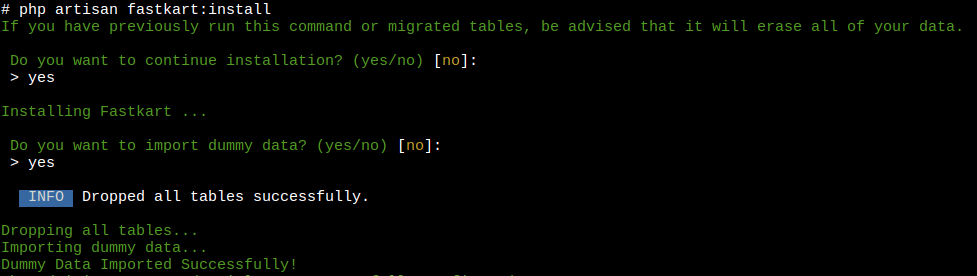 # php artisan fastkart:install
If you have previously run this command or migrated tables, be advised that it will erase all of your data.
Do you want to continue installation? (yes/no) [no]:
> yes
Installing Fastkart ...
Do you want to import dummy data? (yes/no) [no]:
> yes
INFO Dropped all tables successfully.
Dropping all tables...
Importing dummy data...
Dummy Data Imported Successfully!